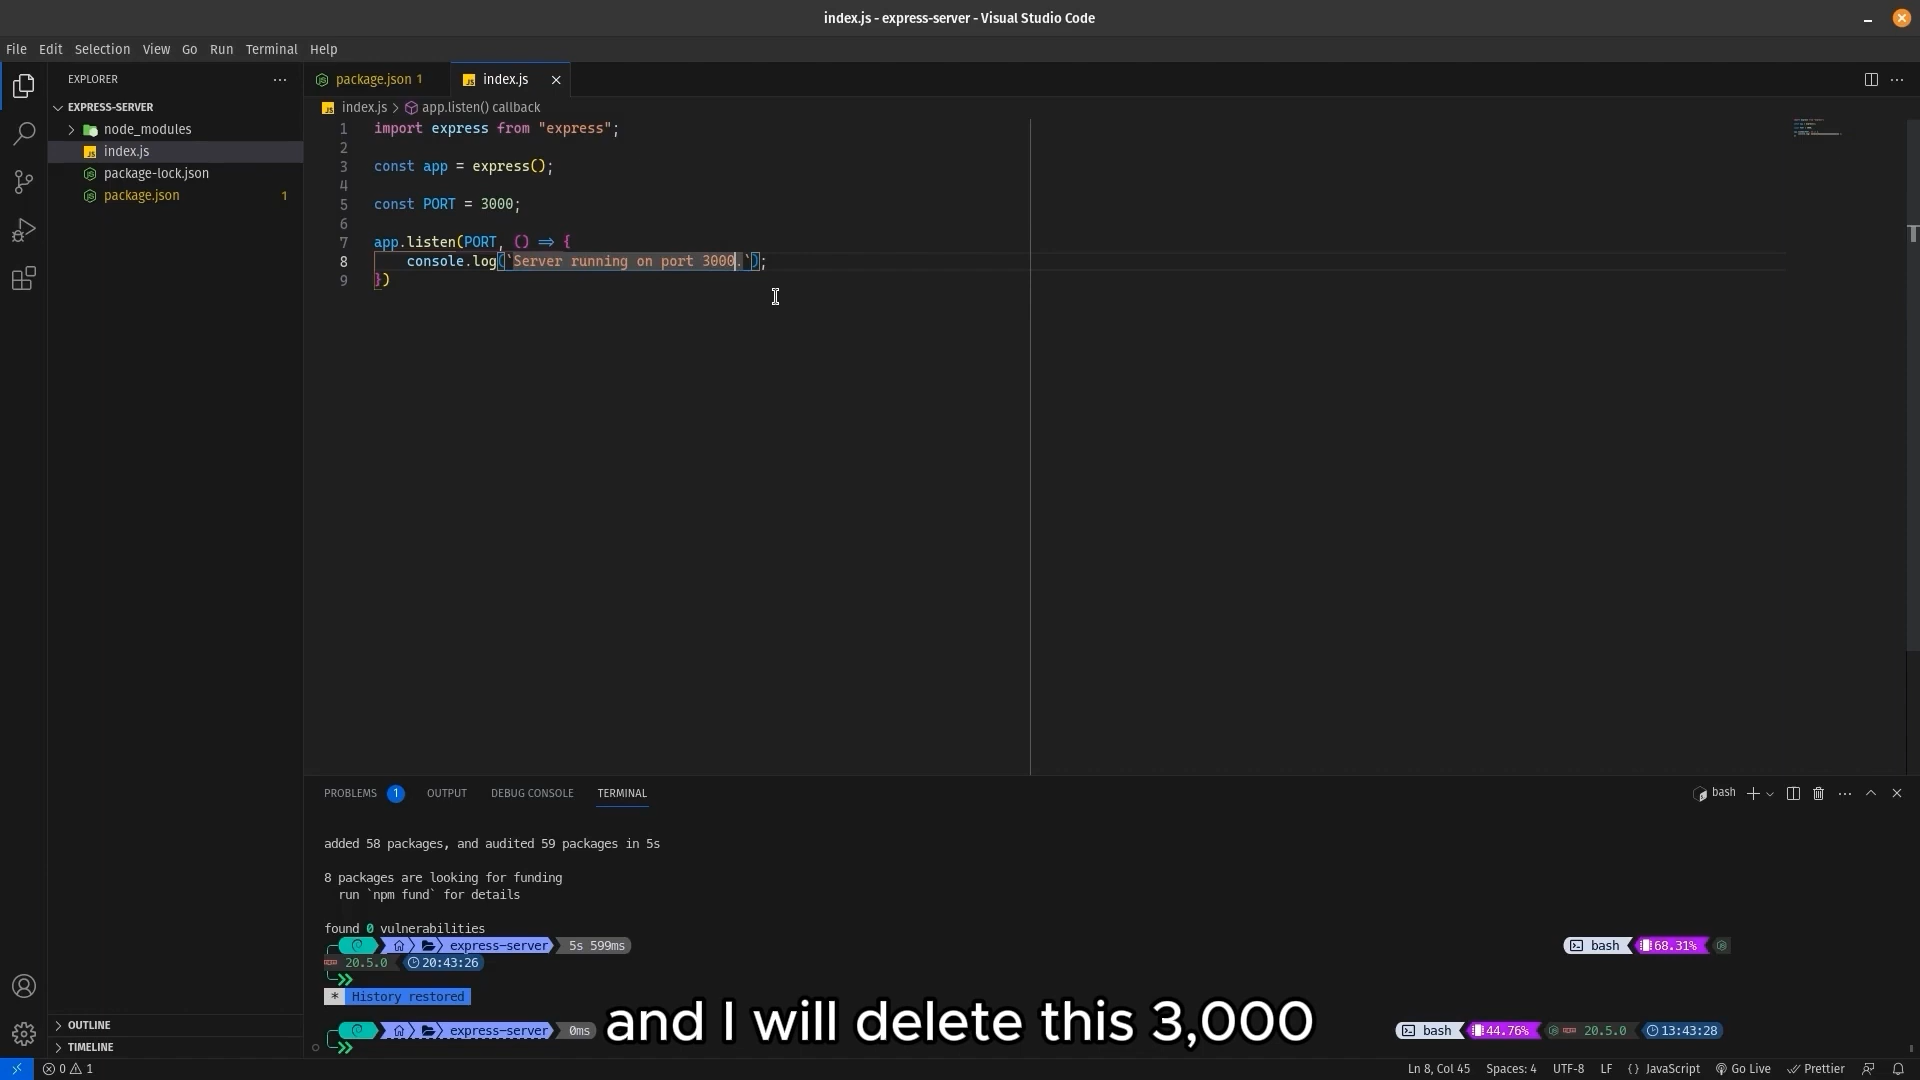 index.js - express-server - Visual Studio Code
File Edit Selection View Go Run Terminal Help
EXPLORER
EXPRESS-SERVER
node_modules
index.js
package-lock.json
package.json 1
OUTLINE
TIMELINE
package.json 1 index.js
index.js > app.listen() callback
1 import express from "express";
2
3 const app = express();
4
5 const PORT = 3000;
6
7 app.listen(PORT, () => {
8 console.log(`Server running on port 3000.`);
9 })
PROBLEMS 1 OUTPUT DEBUG CONSOLE TERMINAL bash
added 58 packages, and audited 59 packages in 5s
8 packages are looking for funding
run `npm fund` for details
found 0 vulnerabilities
express-server 5s 599ms bash 68.31%
20.5.0 20:43:26
* History restored
express-server 0ms bash 44.76% 20.5.0 13:43:28
and I will delete this 3,000
0 1 Ln 8, Col 45 Spaces: 4 UTF-8 LF {} JavaScript Go Live Prettier